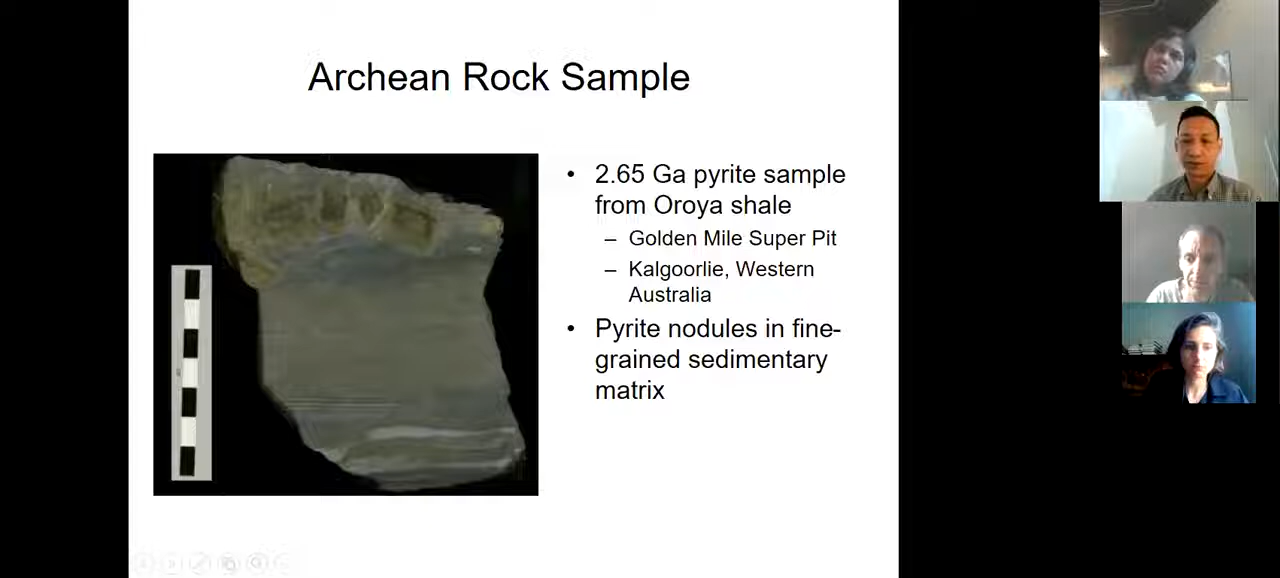 Archean Rock Sample
• 2.65 Ga pyrite sample
from Oroya shale
– Golden Mile Super Pit
– Kalgoorlie, Western
Australia
• Pyrite nodules in fine-
grained sedimentary
matrix